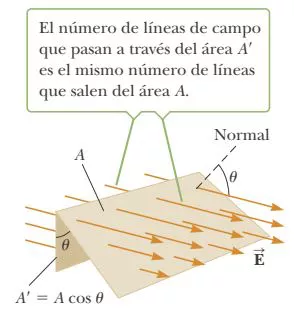 El número de líneas de campo
que pasan a través del área A′
es el mismo número de líneas
que salen del área A.
Normal
A
θ
θ
E⃗
A′ = A cos θ